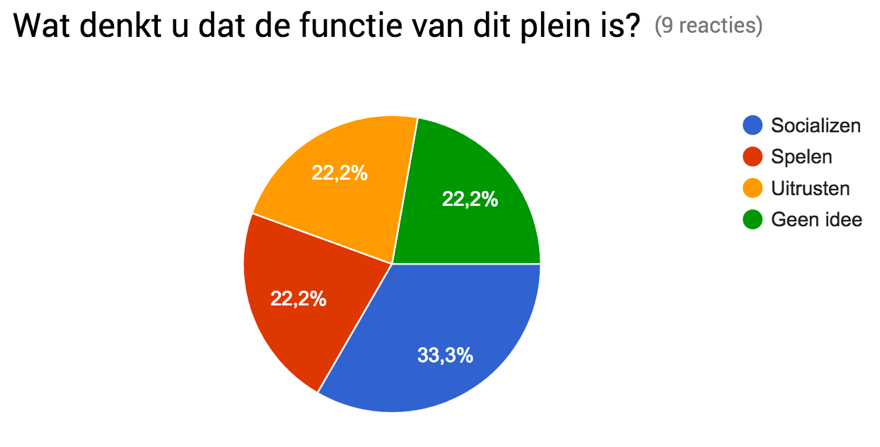 Wat denkt u dat de functie van dit plein is? (9 reacties)
Socializen
Spelen
Uitrusten
Geen idee
22,2%
22,2%
22,2%
33,3%